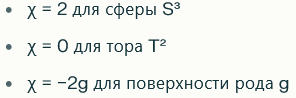 • χ = 2 для сферы S³
• χ = 0 для тора T²
• χ = −2g для поверхности рода g